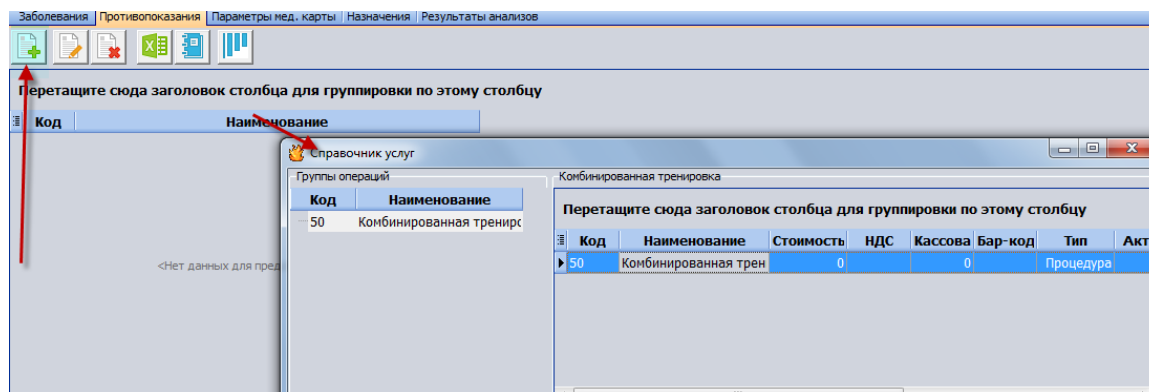 Заболевания Противопоказания Параметры мед. карты Назначения Результаты анализов
Перетащите сюда заголовок столбца для группировки по этому столбцу
Код Наименование
Справочник услуг
Группы операций Комбинированная тренировка
Код Наименование
50 Комбинированная трениро
Перетащите сюда заголовок столбца для группировки по этому столбцу
Код Наименование Стоимость НДС Кассова Бар-код Тип Акт
50 Комбинированная трен 0 0 Процедура
<Нет данных для пред